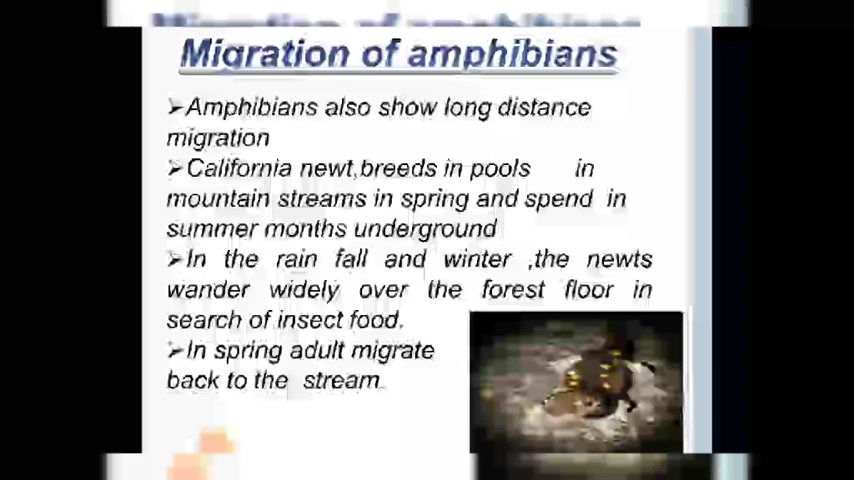 Migration of amphibians
➢Amphibians also show long distance
migration
➢California newt,breeds in pools in
mountain streams in spring and spend in
summer months underground
➢In the rain fall and winter ,the newts
wander widely over the forest floor in
search of insect food.
➢In spring adult migrate
back to the stream.